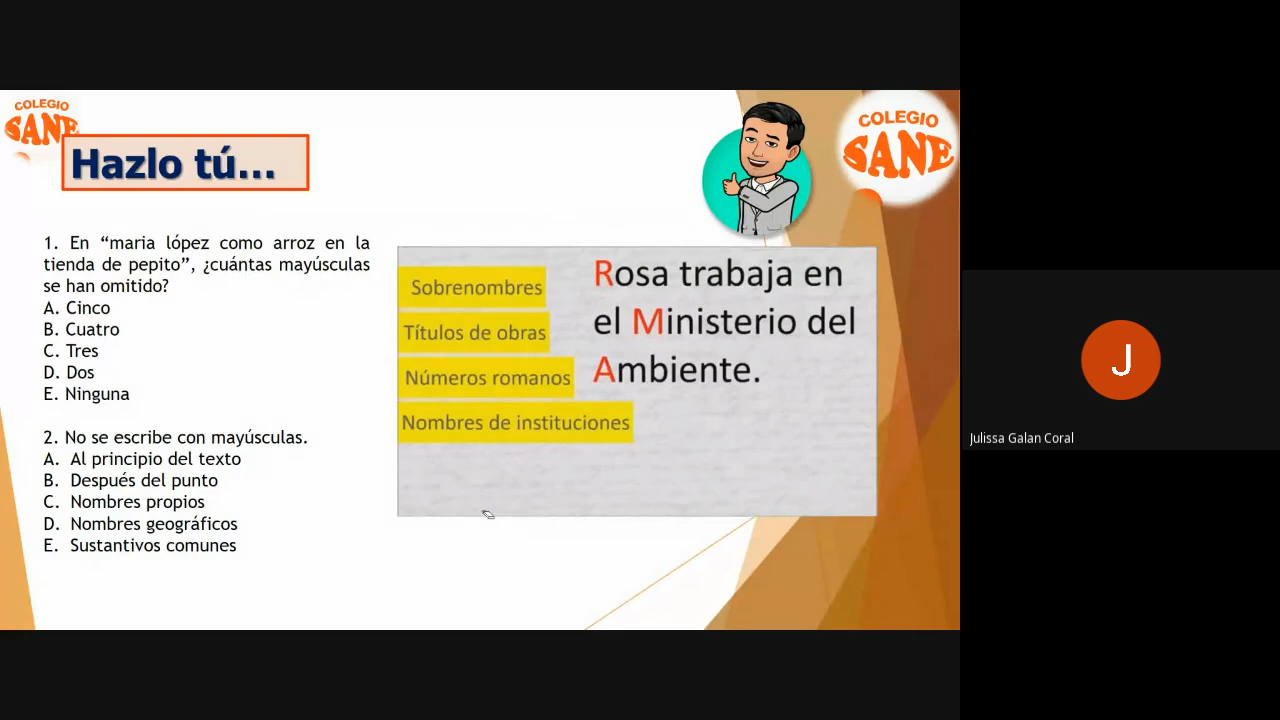 COLEGIO
SANE
Hazlo tú...
COLEGIO
SANE
1. En “maria lópez como arroz en la
tienda de pepito”, ¿cuántas mayúsculas
se han omitido?
A. Cinco
B. Cuatro
C. Tres
D. Dos
E. Ninguna
2. No se escribe con mayúsculas.
A. Al principio del texto
B. Después del punto
C. Nombres propios
D. Nombres geográficos
E. Sustantivos comunes
Sobrenombres
Títulos de obras
Números romanos
Nombres de instituciones
Rosa trabaja en
el Ministerio del
Ambiente.
J
Julissa Galan Coral